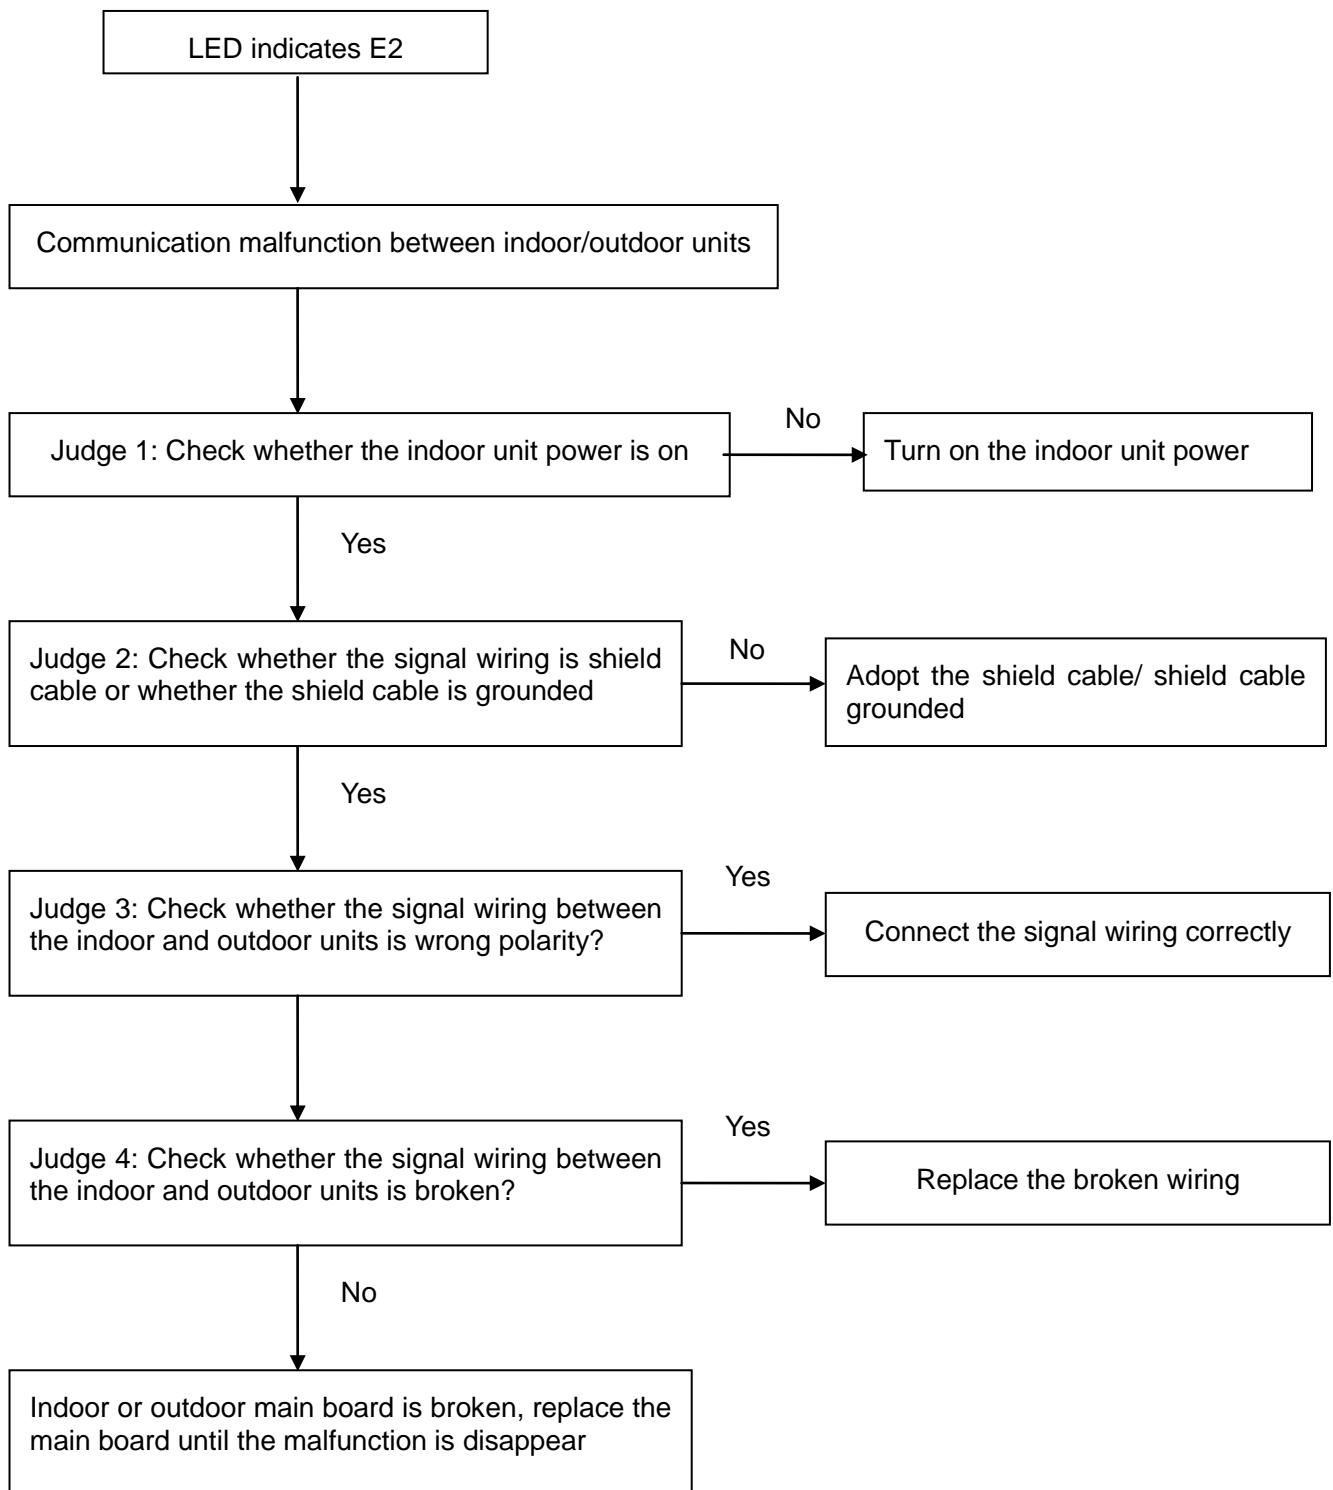 LED indicates E2
Communication malfunction between indoor/outdoor units
No
Judge 1: Check whether the indoor unit power is on
Turn on the indoor unit power
Yes
Judge 2: Check whether the signal wiring is shield
cable or whether the shield cable is grounded
No
Adopt the shield cable/ shield cable
grounded
Yes
Judge 3: Check whether the signal wiring between
the indoor and outdoor units is wrong polarity?
Yes
Connect the signal wiring correctly
Judge 4: Check whether the signal wiring between
the indoor and outdoor units is broken?
Yes
Replace the broken wiring
No
Indoor or outdoor main board is broken, replace the
main board until the malfunction is disappear